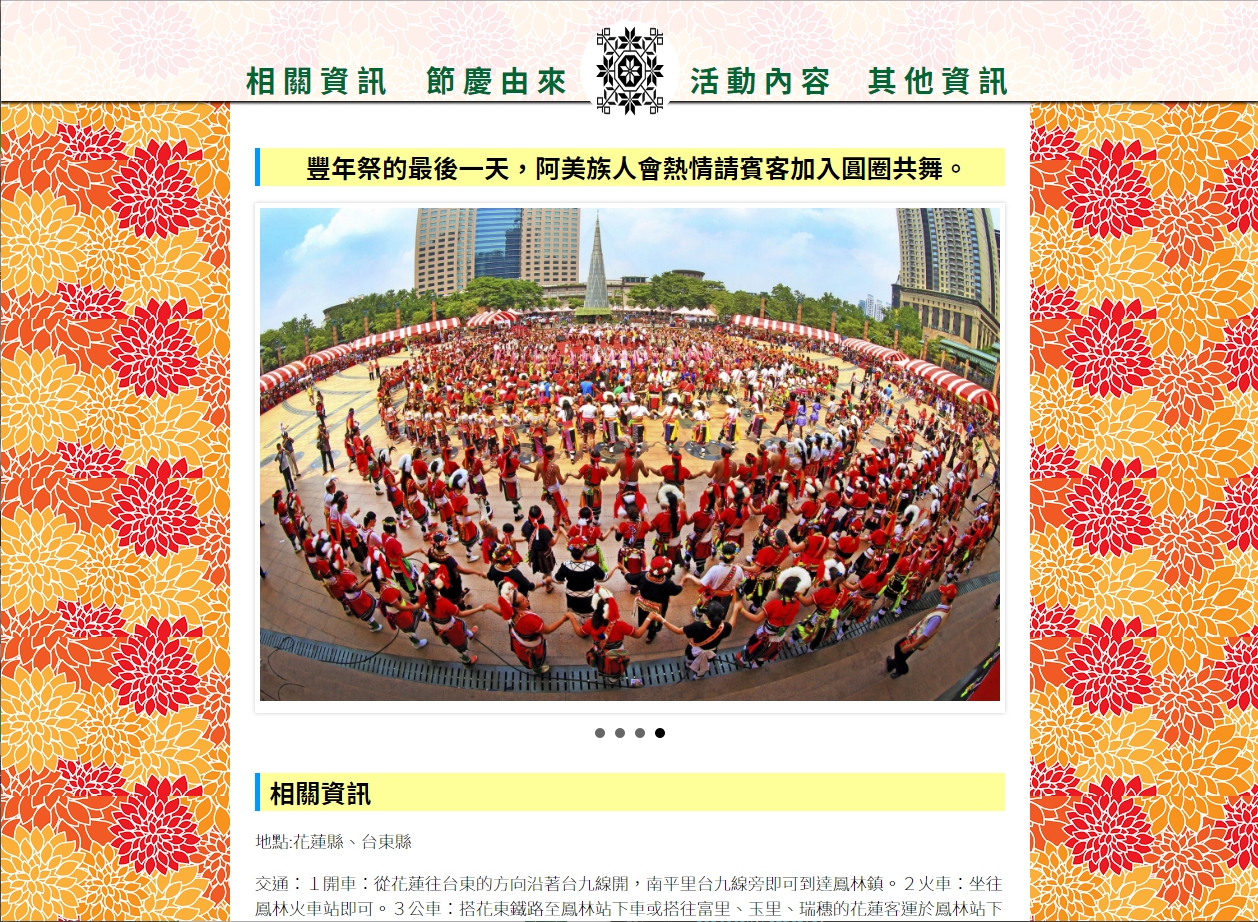 相關資訊 節慶由來 活動內容 其他資訊
豐年祭的最後一天，阿美族人會熱情請賓客加入圓圈共舞。
相關資訊
地點:花蓮縣、台東縣
交通：１開車：從花蓮往台東的方向沿著台九線開，南平里台九線旁即可到達鳳林鎮。２火車：坐往
鳳林火車站即可。３公車：搭花東鐵路至鳳林站下車或搭往富里、玉里、瑞穗的花蓮客運於鳳林站下